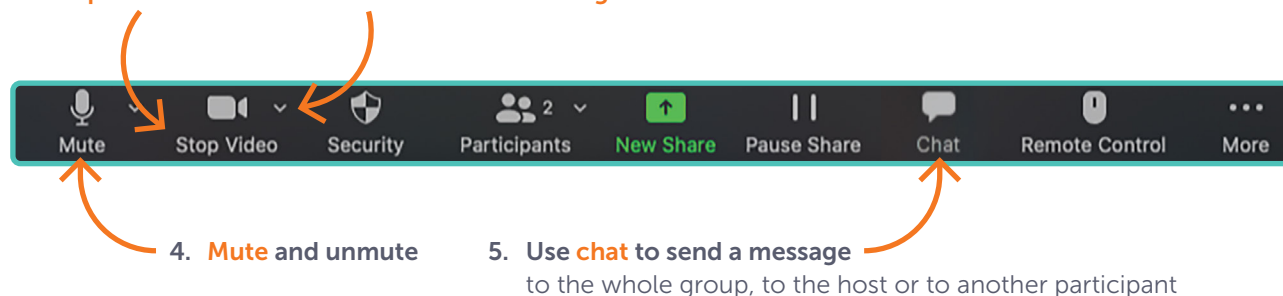 2
Mute Stop Video Security Participants New Share Pause Share Chat Remote Control More
4. Mute and unmute
5. Use chat to send a message
to the whole group, to the host or to another participant